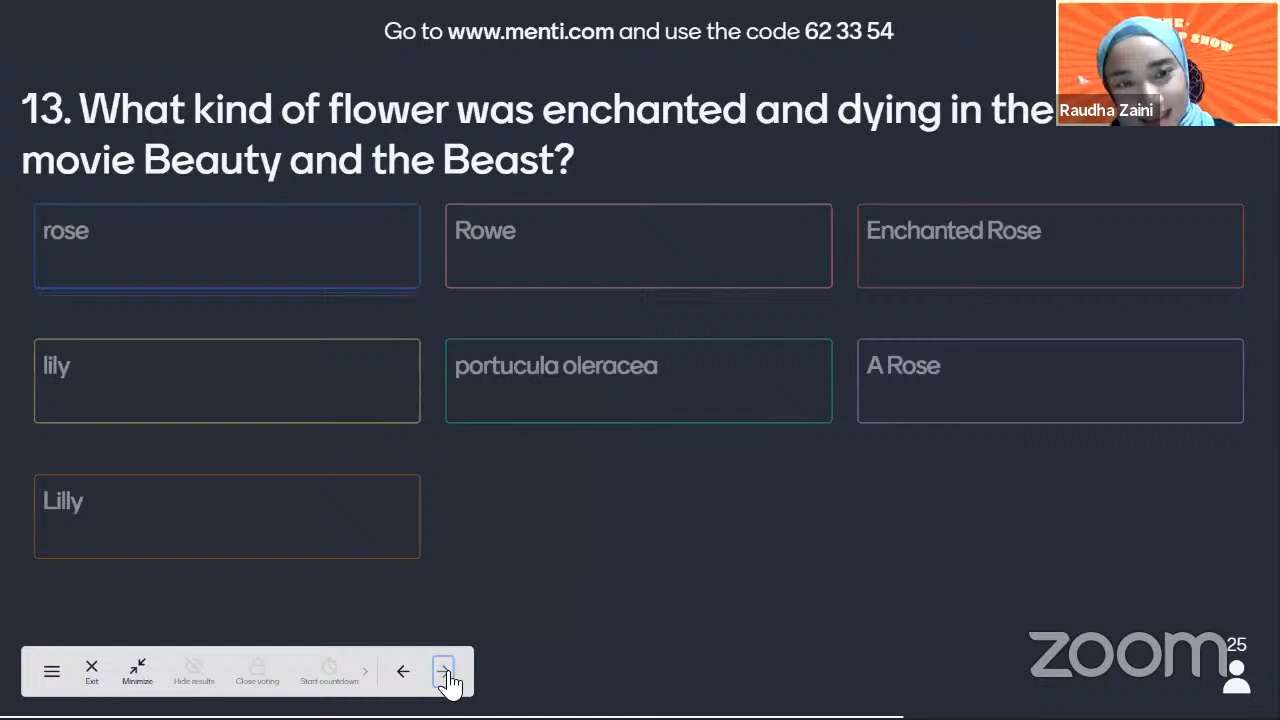 Go to www.menti.com and use the code 62 33 54
13. What kind of flower was enchanted and dying in the
movie Beauty and the Beast?
SHOW
Raudha Zaini
rose
Rowe
Enchanted Rose
lily
portucula oleracea
A Rose
Lilly
Exit
Minimize
Hide results
Close voting
Start countdown
zoom
25